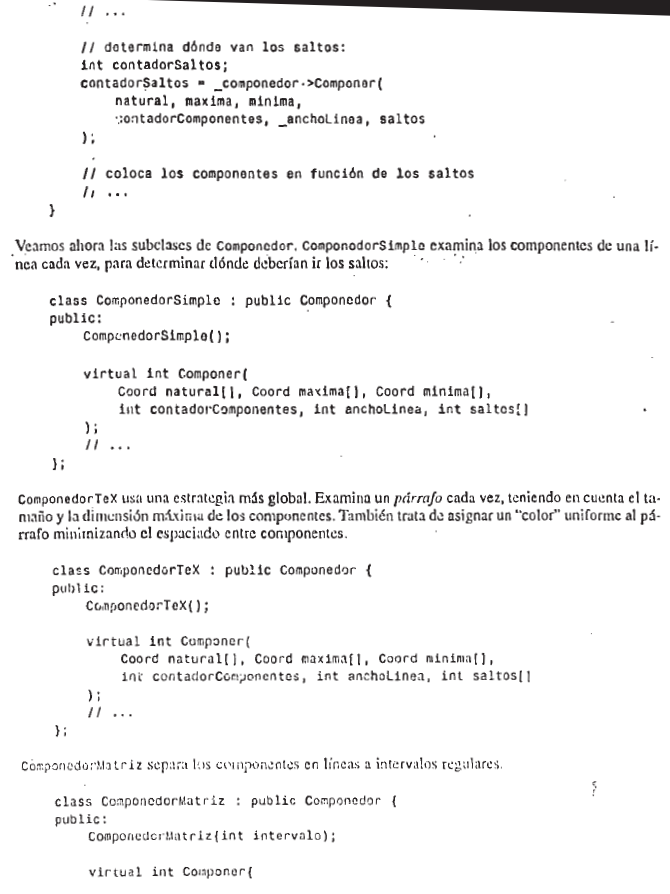 // ...
// determina dónde van los saltos:
int contadorSaltos;
contadorSaltos = _componedor->Componer(
natural, maxima, minima,
contadorComponentes, _anchoLinea, saltos
);
// coloca los componentes en función de los saltos
// ...
}
Veamos ahora las subclases de Componedor. ComponedorSimple examina los componentes de una lí-
nea cada vez, para determinar dónde deberían ir los saltos:
class ComponedorSimple : public Componedor {
public:
ComponedorSimple();
virtual int Componer(
Coord natural[], Coord maxima[], Coord minima[],
int contadorComponentes, int anchoLinea, int saltos[]
);
// ...
};
ComponedorTeX usa una estrategia más global. Examina un párrafo cada vez, teniendo en cuenta el ta-
maño y la dimensión máxima de los componentes. También trata de asignar un “color” uniforme al pá-
rrafo minimizando el espaciado entre componentes.
class ComponedorTeX : public Componedor {
public:
ComponedorTeX();
virtual int Componer(
Coord natural[], Coord maxima[], Coord minima[],
int contadorComponentes, int anchoLinea, int saltos[]
);
// ...
};
ComponedorMatriz separa los componentes en líneas a intervalos regulares.
class ComponedorMatriz : public Componedor {
public:
ComponedorMatriz(int intervalo);
virtual int Componer(